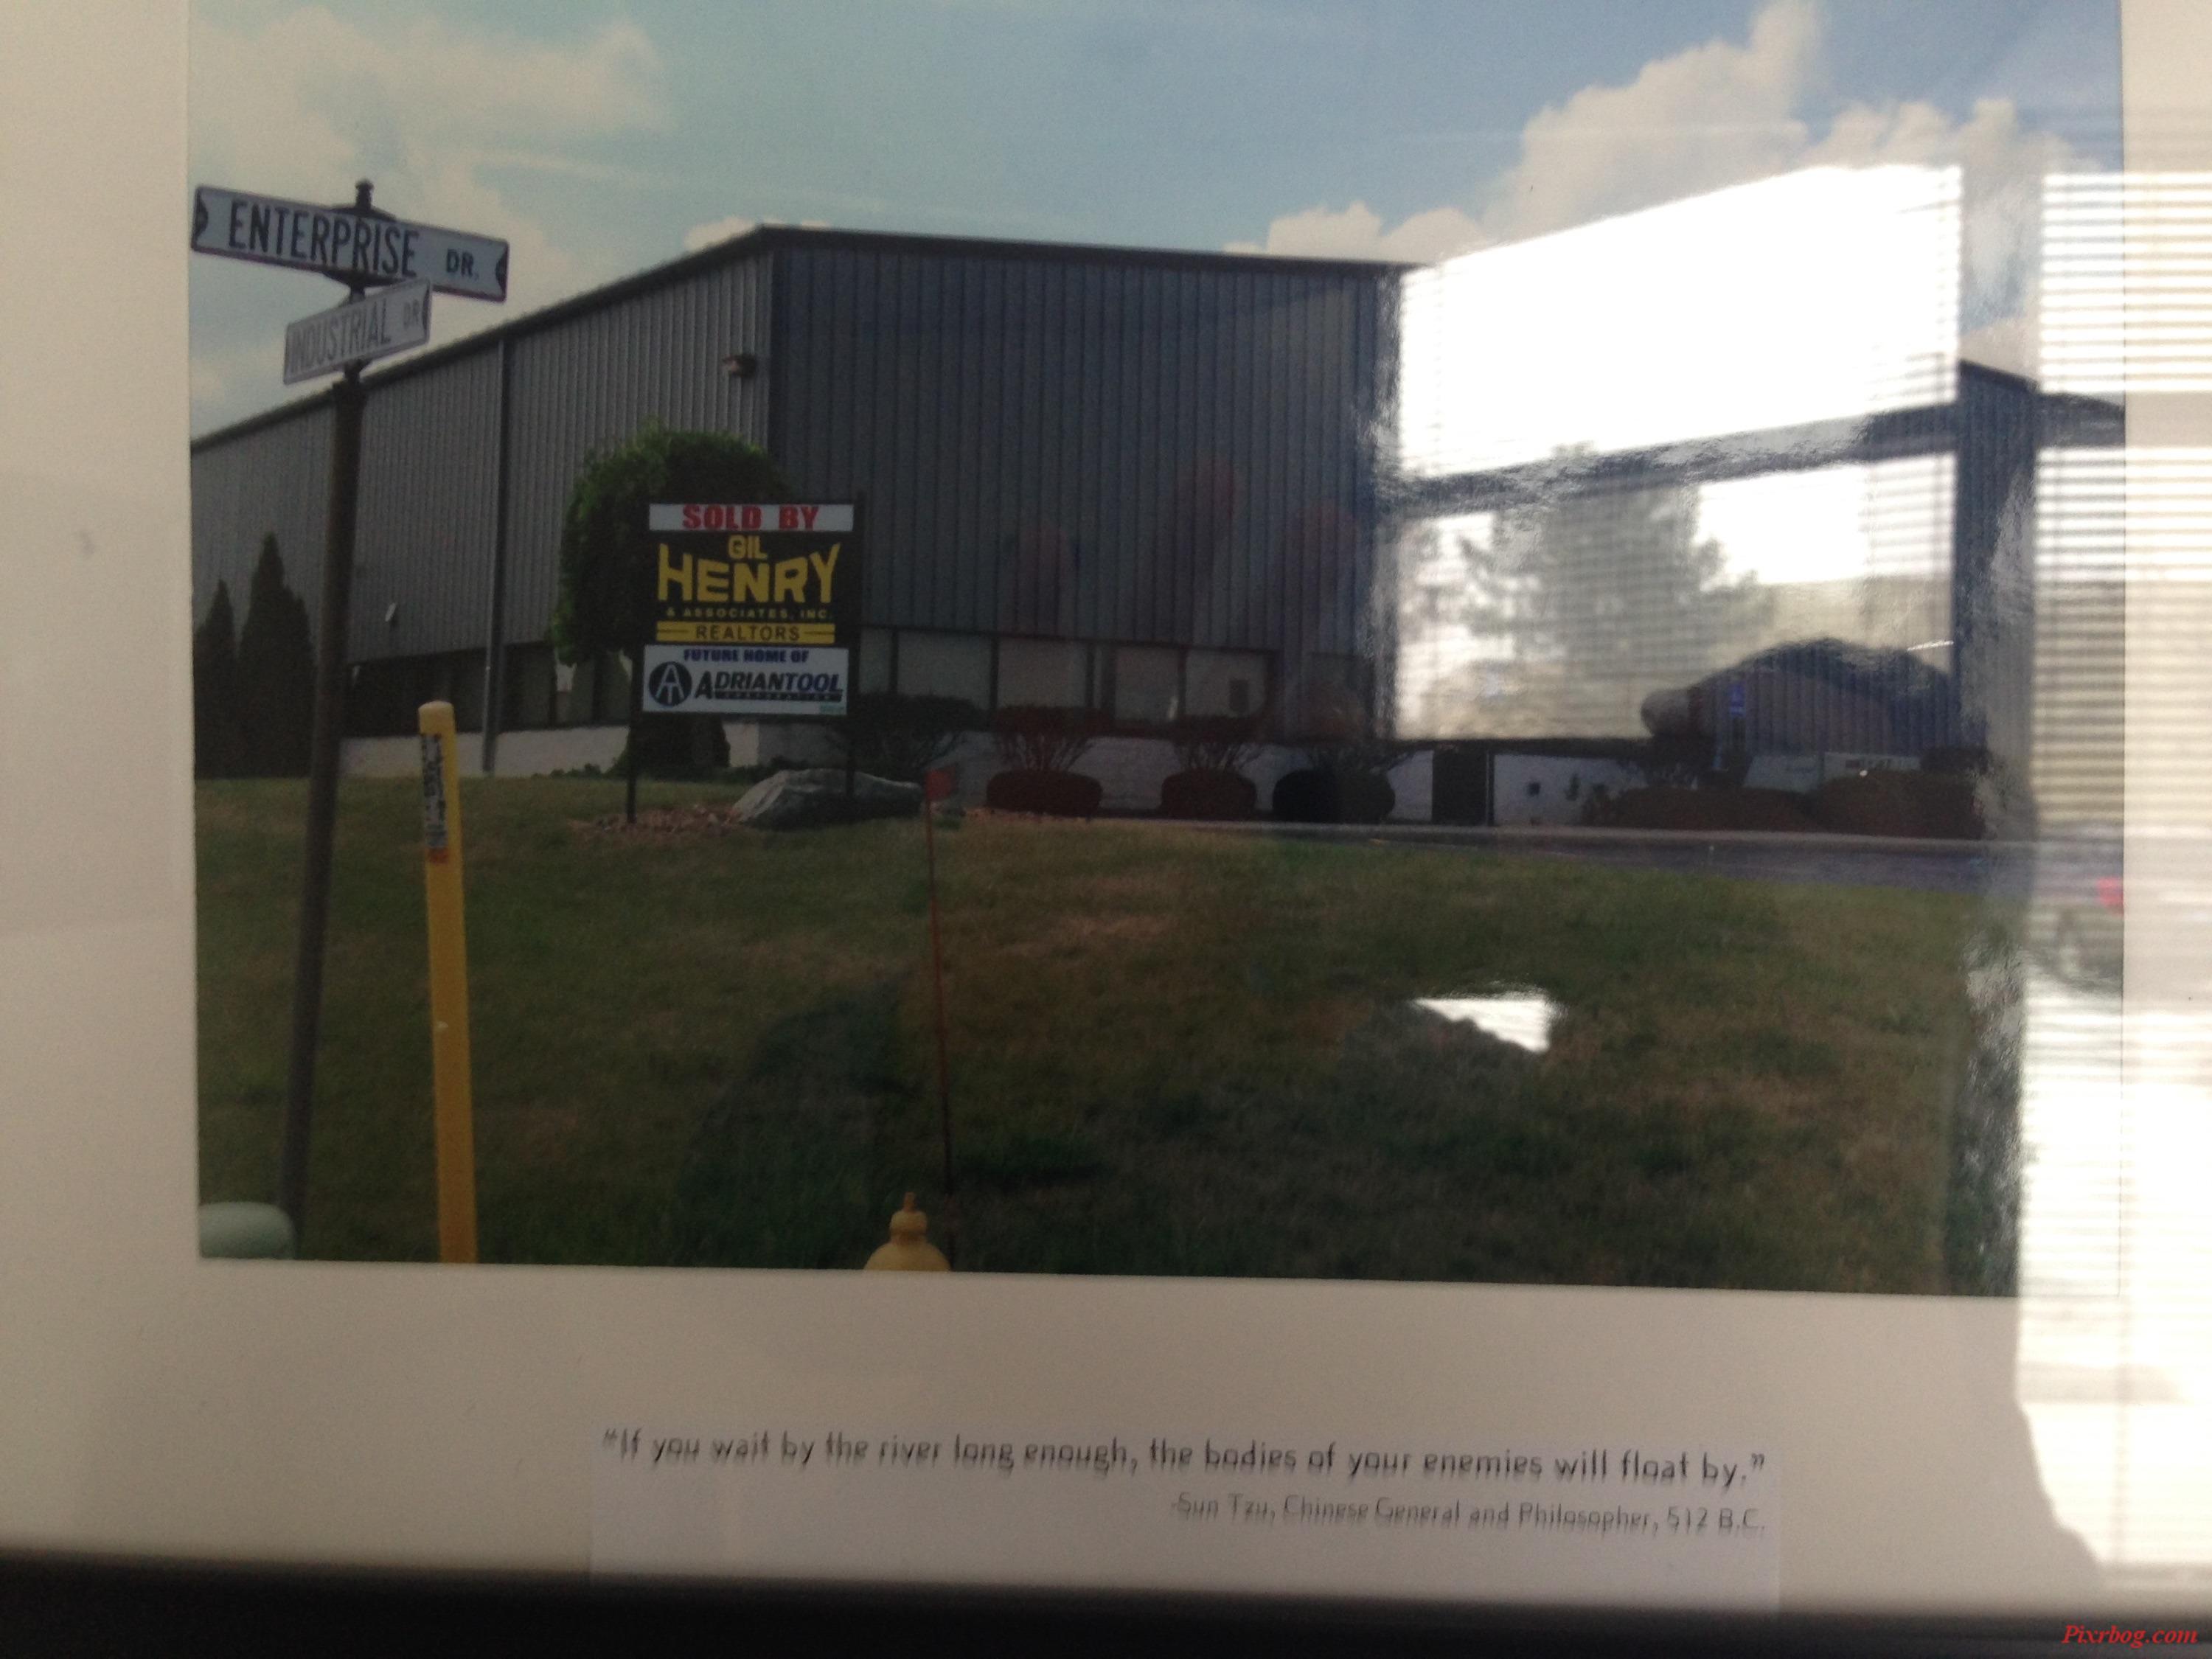 ENTERPRISE DR.
INDUSTRIAL DR
SOLD BY
GIL
HENRY
& ASSOCIATES, INC.
REALTORS
FUTURE HOME OF
AT ADRIANTOOL
CORPORATION
"If you wait by the river long enough, the bodies of your enemies will float by."
-Sun Tzu, Chinese General and Philosopher, 512 B.C.
Pixrbog.com